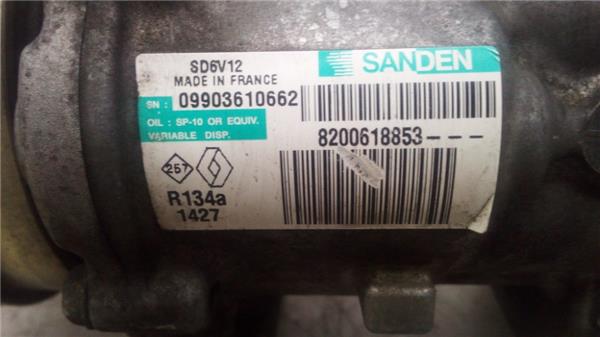 SD6V12
MADE IN FRANCE
SANDEN
SN : 09903610662
OIL : SP-10 OR EQUIV.
VARIABLE DISP.
8200618853---
257
R134a
1427